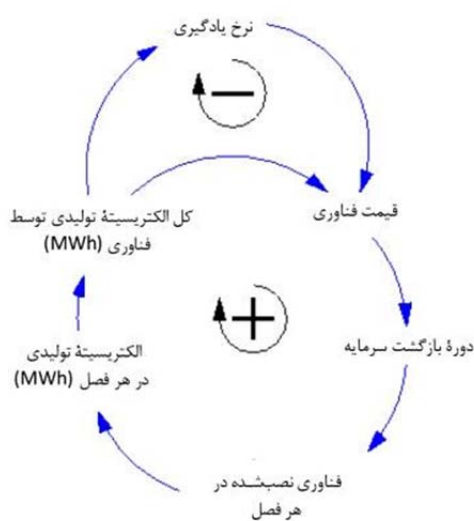 نرخ یادگیری
قیمت فناوری
کل الکتریسیتهٔ تولیدی توسط
فناوری (MWh)
دورهٔ بازگشت سرمایه
الکتریسیتهٔ تولیدی
در هر فصل (MWh)
فناوری نصب‌شده در
هر فصل